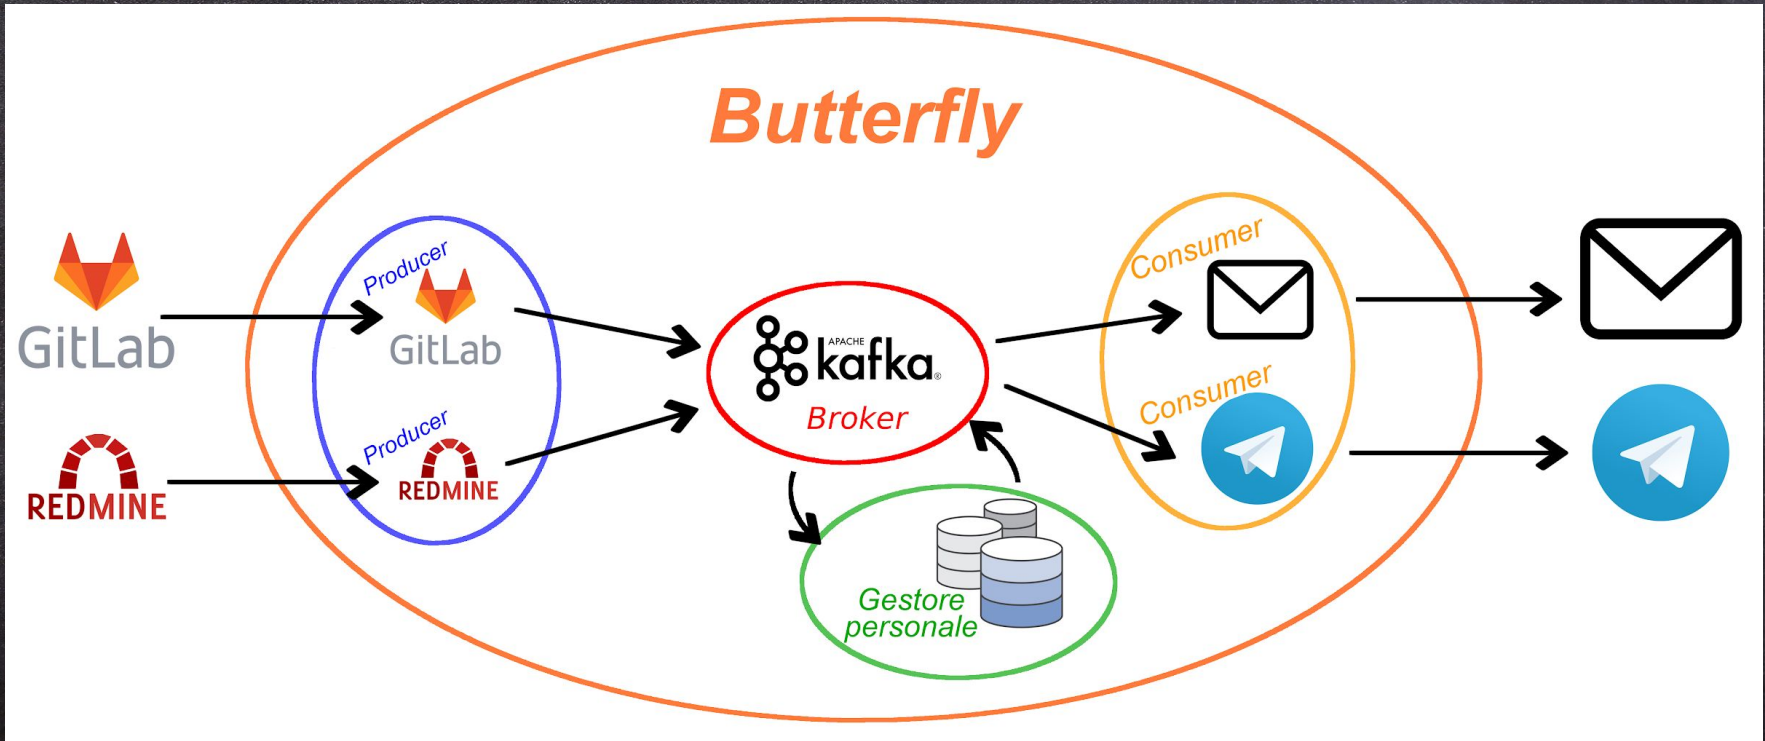 Butterfly
GitLab
REDMINE
Producer
GitLab
Producer
REDMINE
APACHE
kafka®
Broker
Gestore
personale
Consumer
Consumer